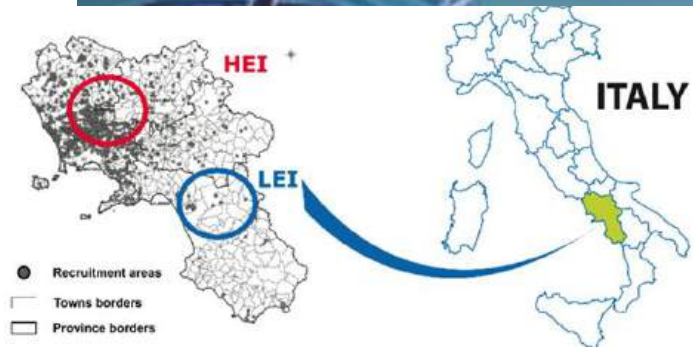 HEI
ITALY
LEI
Recruitment areas
Towns borders
Province borders